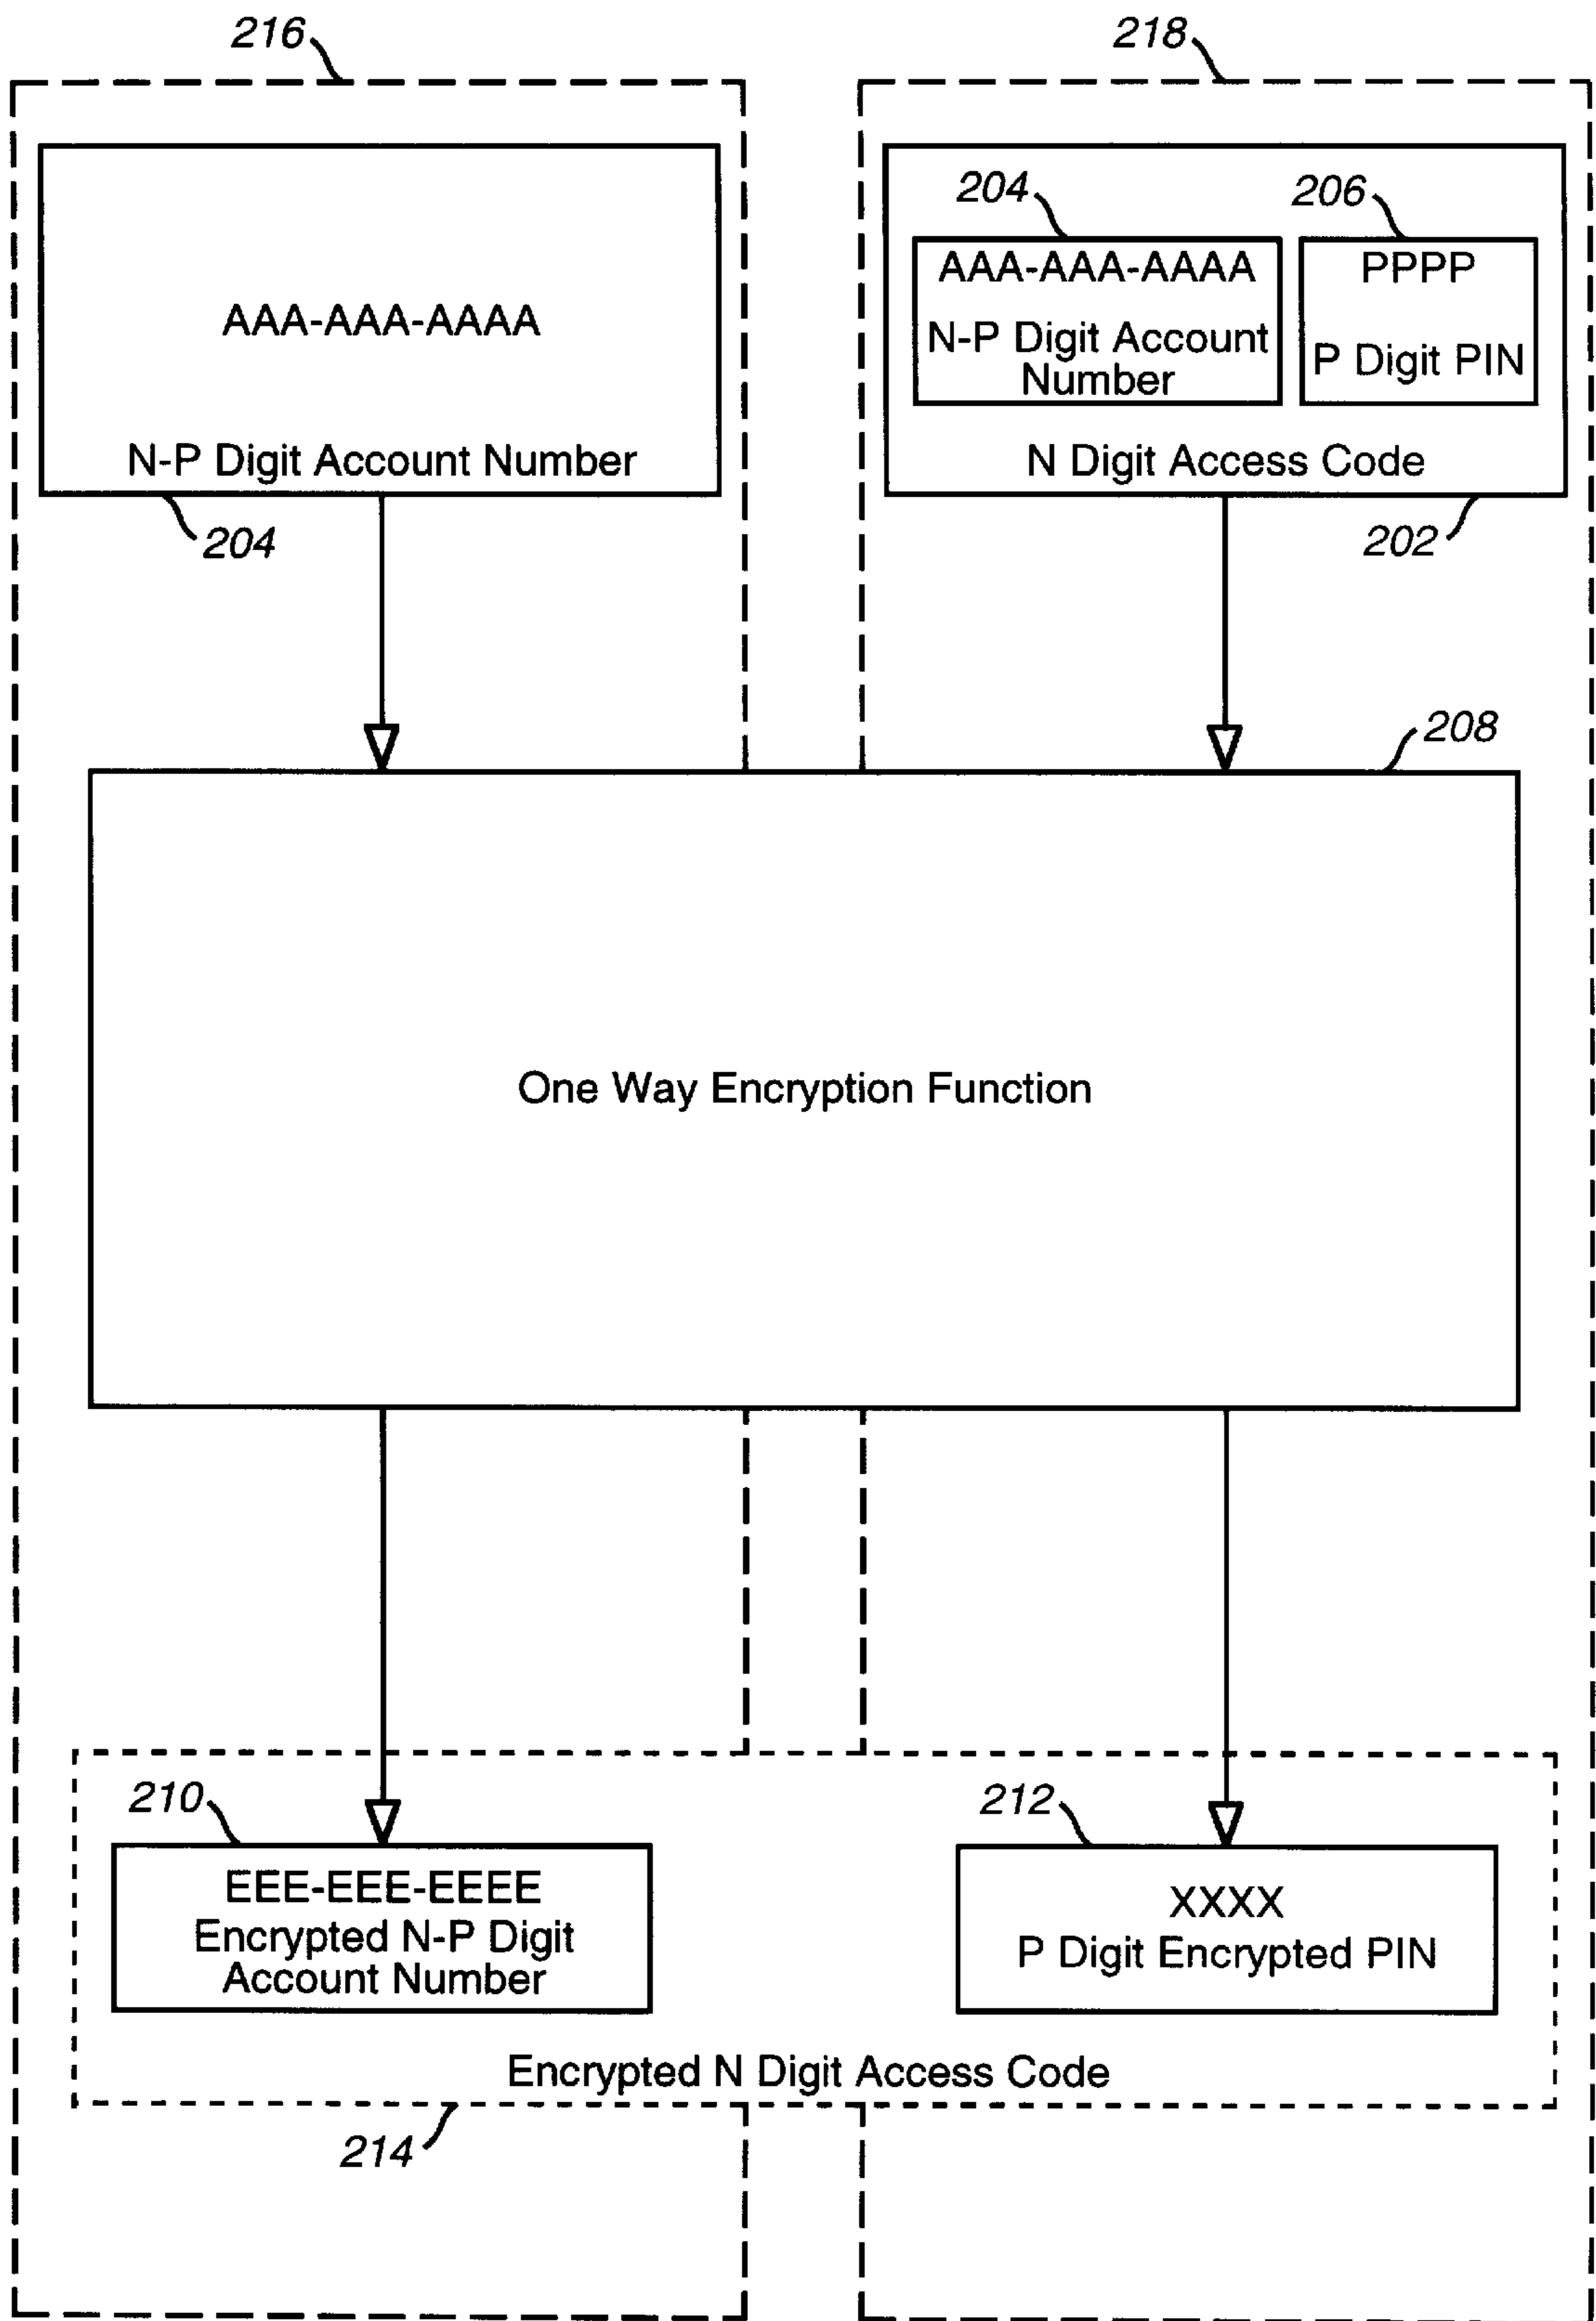 216
218
AAA-AAA-AAAA
N-P Digit Account Number
204
204
206
AAA-AAA-AAAA
N-P Digit Account
Number
PPPP
P Digit PIN
N Digit Access Code
202
208
One Way Encryption Function
210
EEE-EEE-EEEE
Encrypted N-P Digit
Account Number
212
XXXX
P Digit Encrypted PIN
Encrypted N Digit Access Code
214